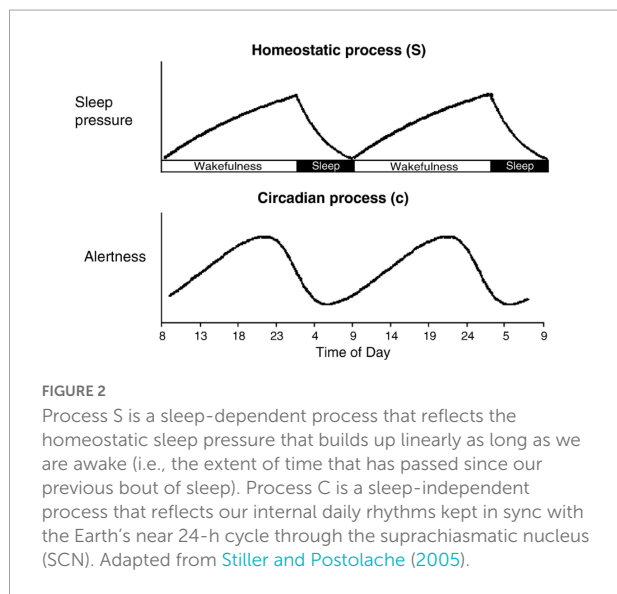 Homeostatic process (S)
Sleep
pressure
Wakefulness Sleep Wakefulness Sleep
Circadian process (c)
Alertness
8 13 18 23 4 9 14 19 24 5 9
Time of Day
FIGURE 2
Process S is a sleep-dependent process that reflects the
homeostatic sleep pressure that builds up linearly as long as we
are awake (i.e., the extent of time that has passed since our
previous bout of sleep). Process C is a sleep-independent
process that reflects our internal daily rhythms kept in sync with
the Earth’s near 24-h cycle through the suprachiasmatic nucleus
(SCN). Adapted from Stiller and Postolache (2005).